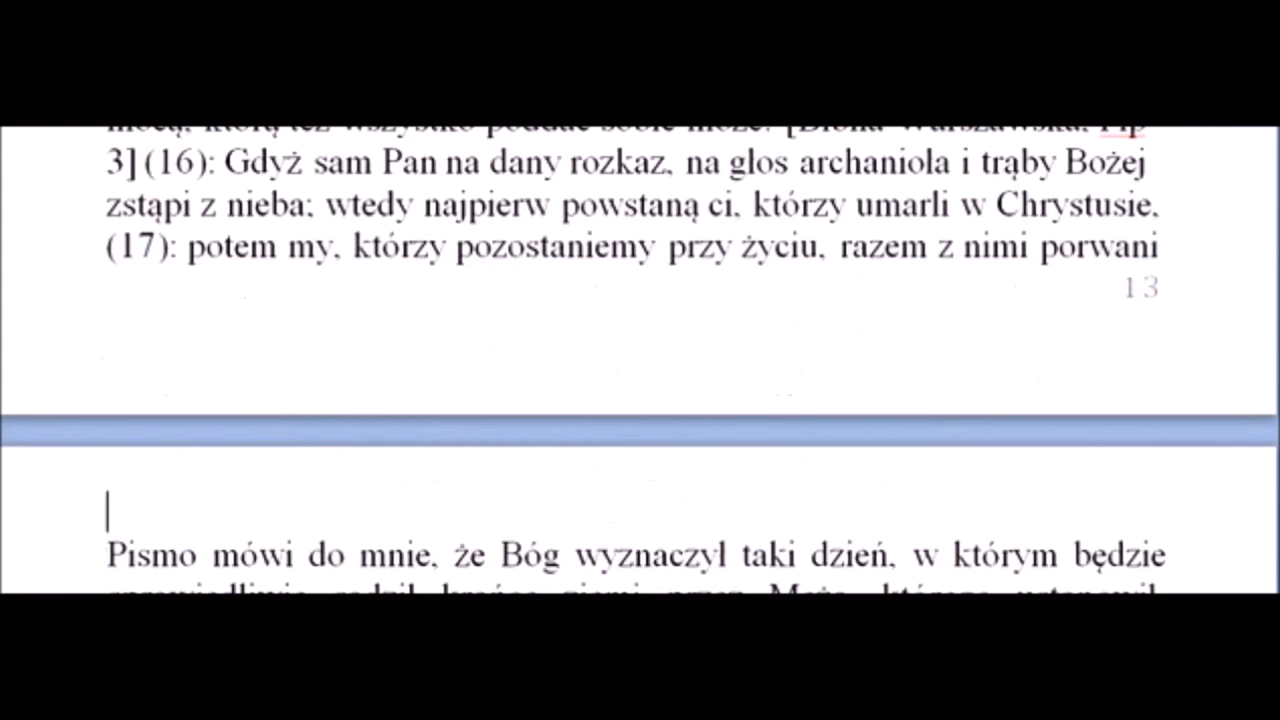 3] (16): Gdyż sam Pan na dany rozkaz, na głos archanioła i trąby Bożej
zstąpi z nieba; wtedy najpierw powstaną ci, którzy umarli w Chrystusie,
(17): potem my, którzy pozostaniemy przy życiu, razem z nimi porwani
13
Pismo mówi do mnie, że Bóg wyznaczył taki dzień, w którym będzie